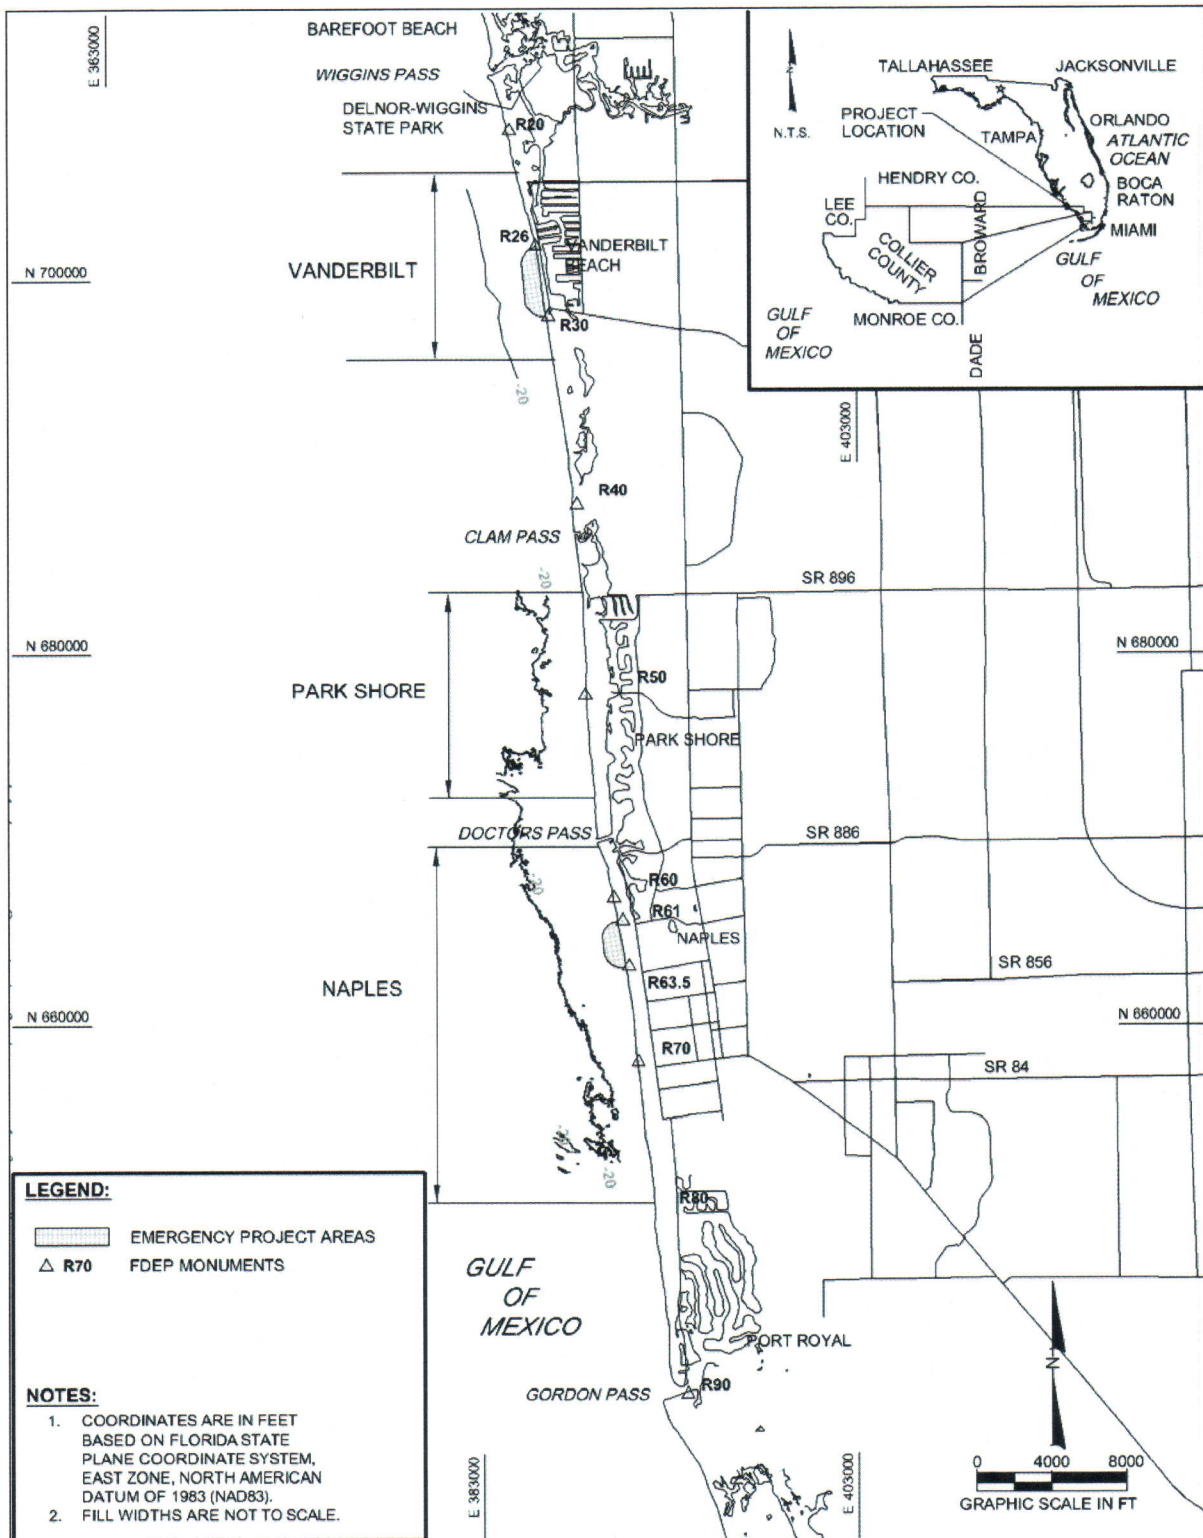 E 363000
BAREFOOT BEACH
WIGGINS PASS
DELNOR-WIGGINS
STATE PARK
R20
N.T.S.
TALLAHASSEE
JACKSONVILLE
PROJECT
LOCATION
TAMPA
ORLANDO
ATLANTIC
OCEAN
BOCA
RATON
MIAMI
HENDRY CO.
LEE
CO.
COLLIER
COUNTY
BROWARD
GULF
OF
MEXICO
MONROE CO.
GULF
OF
MEXICO
DADE
R26
VANDERBILT
BEACH
VANDERBILT
N 700000
R30
-20
E 403000
R40
CLAM PASS
-20
SR 896
N 680000
N 680000
R50
PARK SHORE
PARK SHORE
DOCTORS PASS
SR 886
-20
R60
R61
NAPLES
SR 856
NAPLES
R63.5
N 660000
N 660000
R70
SR 84
-20
-20
R80
LEGEND:
EMERGENCY PROJECT AREAS
R70 FDEP MONUMENTS
GULF
OF
MEXICO
PORT ROYAL
N
GORDON PASS
R90
NOTES:
1. COORDINATES ARE IN FEET
BASED ON FLORIDA STATE
PLANE COORDINATE SYSTEM,
EAST ZONE, NORTH AMERICAN
DATUM OF 1983 (NAD83).
2. FILL WIDTHS ARE NOT TO SCALE.
E 383000
E 403000
0 4000 8000
GRAPHIC SCALE IN FT